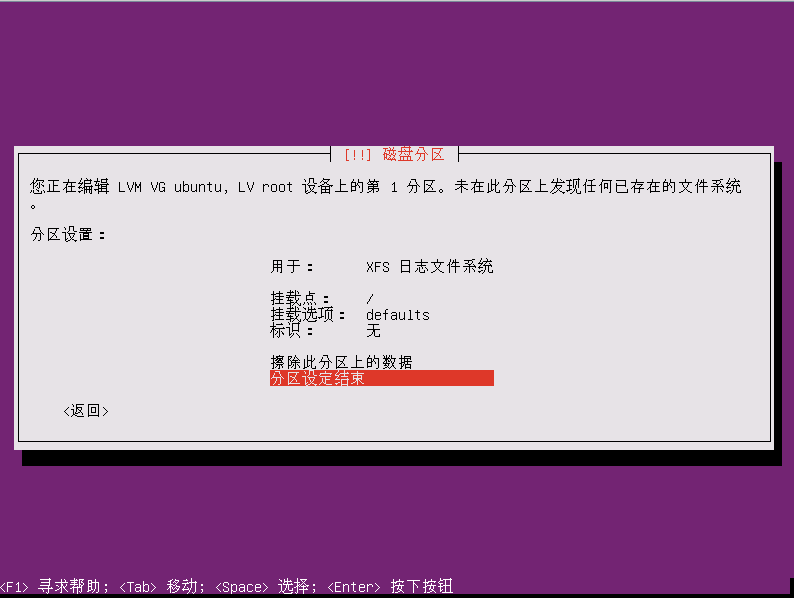 [!!] 磁盘分区
您正在编辑 LVM VG ubuntu, LV root 设备上的第 1 分区。未在此分区上发现任何已存在的文件系统
。
分区设置：
用于： XFS 日志文件系统
挂载点： /
挂载选项： defaults
标识： 无
擦除此分区上的数据
分区设定结束
<返回>
<F1> 寻求帮助; <Tab> 移动; <Space> 选择; <Enter> 按下按钮